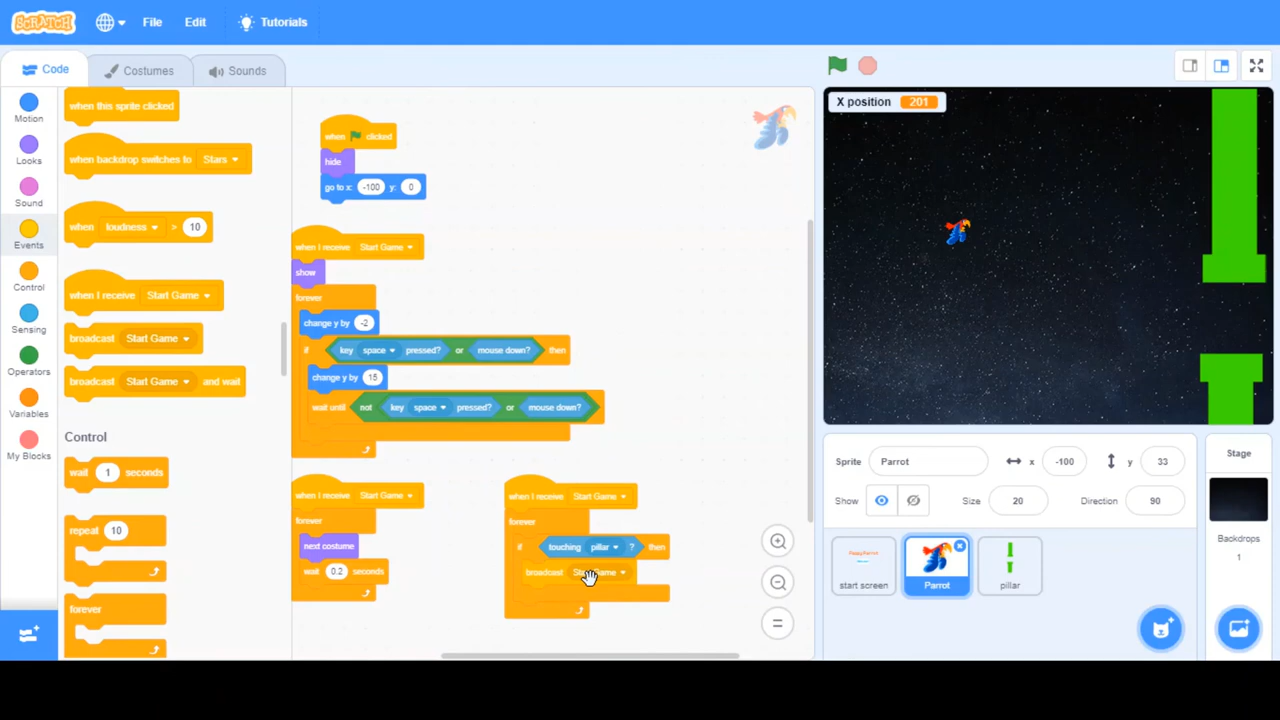 SCRATCH File Edit Tutorials
Code Costumes Sounds
Motion
Looks
Sound
Events
Control
Sensing
Operators
Variables
My Blocks
when this sprite clicked
when backdrop switches to Stars
when loudness > 10
when I receive Start Game
broadcast Start Game
broadcast Start Game and wait
Control
wait 1 seconds
repeat 10
forever
when clicked
hide
go to x: -100 y: 0
when I receive Start Game
show
forever
change y by -2
if key space pressed? or mouse down? then
change y by 15
wait until not key space pressed? or mouse down?
when I receive Start Game
forever
next costume
wait 0.2 seconds
when I receive Start Game
forever
if touching pillar ? then
broadcast Start Game
X position 201
Sprite Parrot x -100 y 33
Show Size 20 Direction 90
start screen Parrot pillar
Stage
Backdrops
1